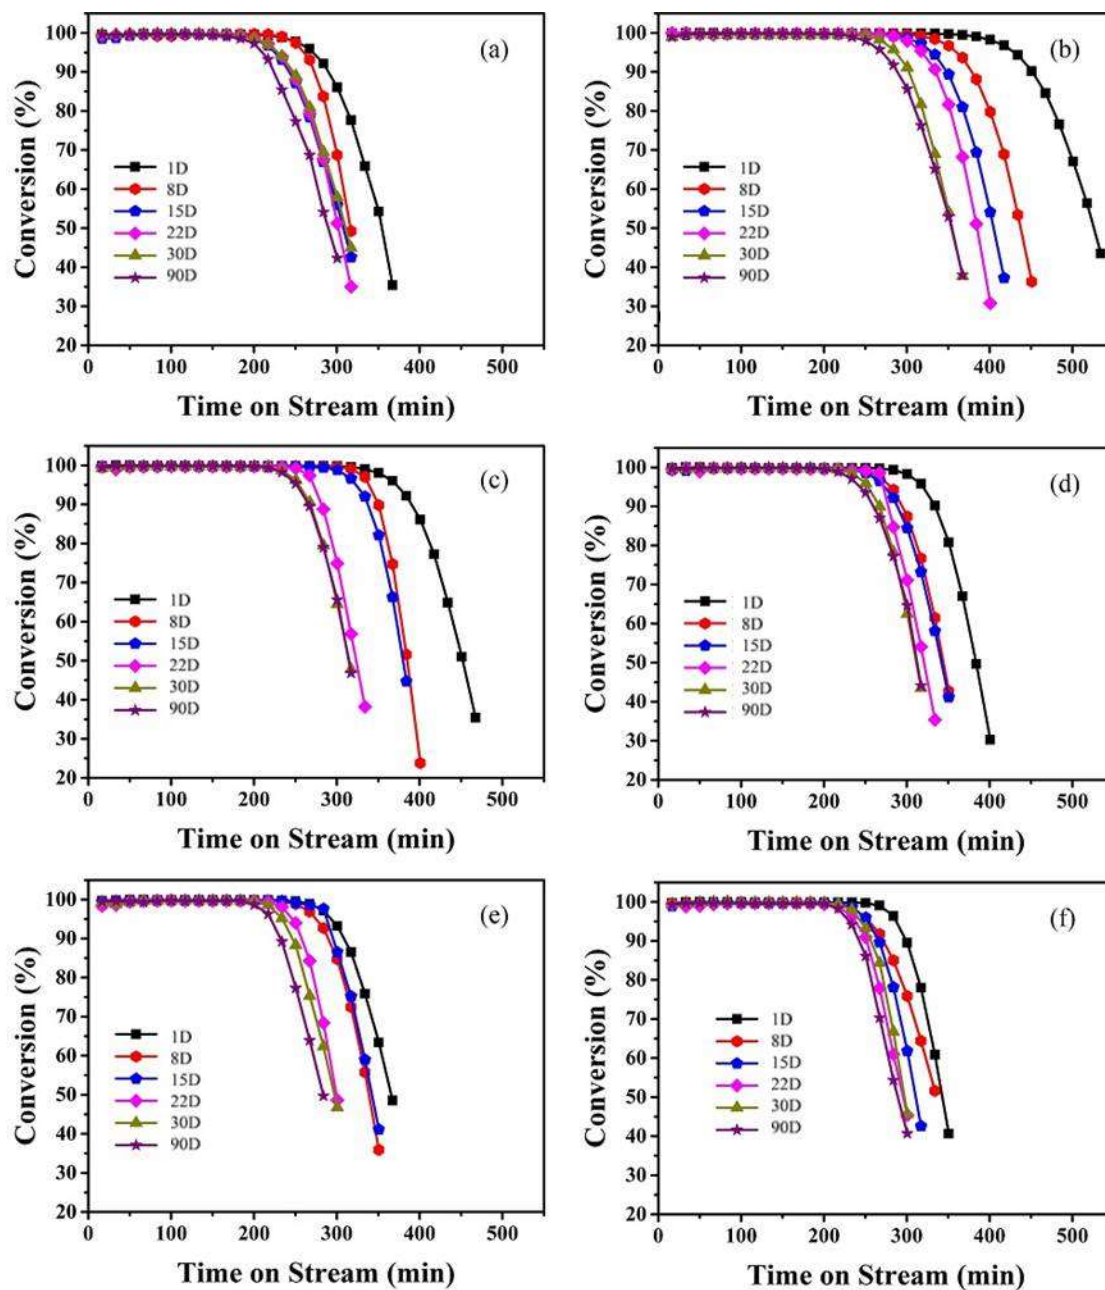 (a)
Conversion (%)
100
90
80
70
60
50
40
30
20
1D
8D
15D
22D
30D
90D
0 100 200 300 400 500
Time on Stream (min)
(b)
Conversion (%)
100
90
80
70
60
50
40
30
20
1D
8D
15D
22D
30D
90D
0 100 200 300 400 500
Time on Stream (min)
(c)
Conversion (%)
100
90
80
70
60
50
40
30
20
1D
8D
15D
22D
30D
90D
0 100 200 300 400 500
Time on Stream (min)
(d)
Conversion (%)
100
90
80
70
60
50
40
30
20
1D
8D
15D
22D
30D
90D
0 100 200 300 400 500
Time on Stream (min)
(e)
Conversion (%)
100
90
80
70
60
50
40
30
20
1D
8D
15D
22D
30D
90D
0 100 200 300 400 500
Time on Stream (min)
(f)
Conversion (%)
100
90
80
70
60
50
40
30
20
1D
8D
15D
22D
30D
90D
0 100 200 300 400 500
Time on Stream (min)